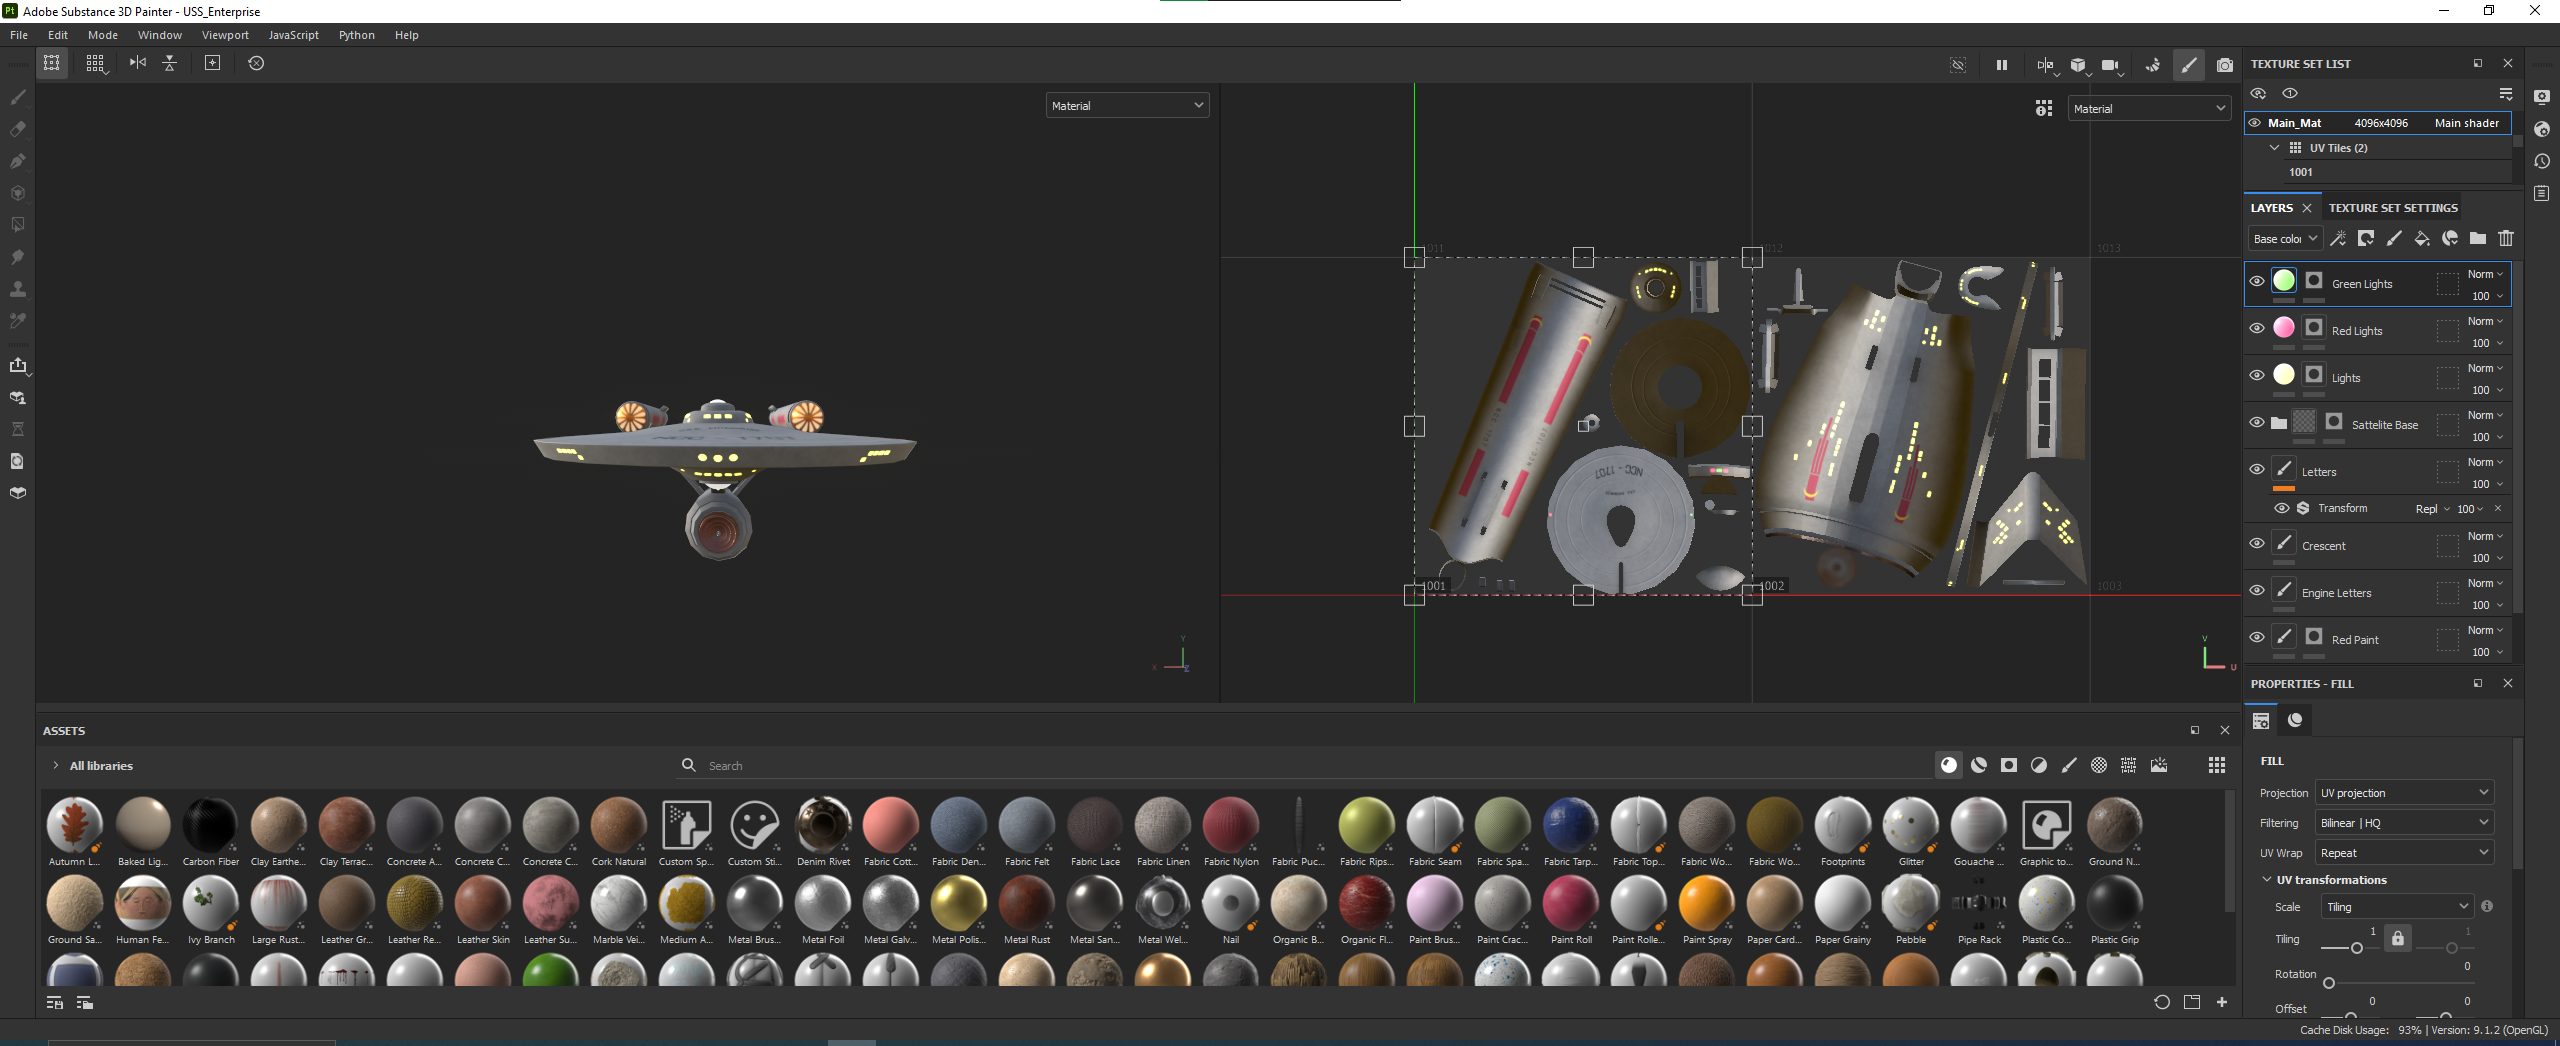 Pt Adobe Substance 3D Painter - USS_Enterprise
File Edit Mode Window Viewport JavaScript Python Help
Material
Material
1011
1012
1013
1001
1002
1003
NCC - 1701
NCC - 1707
Y
X
Z
V
U
TEXTURE SET LIST
Main_Mat 4096x4096 Main shader
UV Tiles (2)
1001
LAYERS TEXTURE SET SETTINGS
Base color
Green Lights Norm 100
Red Lights Norm 100
Lights Norm 100
Sattelite Base Norm 100
Letters Norm 100
Transform Repl 100
Crescent Norm 100
Engine Letters Norm 100
Red Paint Norm 100
PROPERTIES - FILL
FILL
Projection UV projection
Filtering Bilinear | HQ
UV Wrap Repeat
UV transformations
Scale Tiling
Tiling 1 1
Rotation 0
Offset 0 0
ASSETS
All libraries
Search
Autumn L... Baked Lig... Carbon Fiber Clay Earthe... Clay Terrac... Concrete A... Concrete C... Concrete C... Cork Natural Custom Sp... Custom Sti... Denim Rivet Fabric Cott... Fabric Den... Fabric Felt Fabric Lace Fabric Linen Fabric Nylon Fabric Puc... Fabric Rips... Fabric Seam Fabric Spa... Fabric Tarp... Fabric Top... Fabric Wo... Fabric Wo... Footprints Glitter Gouache ... Graphic to... Ground N...
Ground Sa... Human Fe... Ivy Branch Large Rust... Leather Gr... Leather Re... Leather Skin Leather Su... Marble Vei... Medium A... Metal Brus... Metal Foil Metal Galv... Metal Polis... Metal Rust Metal San... Metal Wel... Nail Organic B... Organic Fl... Paint Brus... Paint Crac... Paint Roll Paint Rolle... Paint Spray Paper Card... Paper Grainy Pebble Pipe Rack Plastic Co... Plastic Grip
Cache Disk Usage: 93% | Version: 9.1.2 (OpenGL)